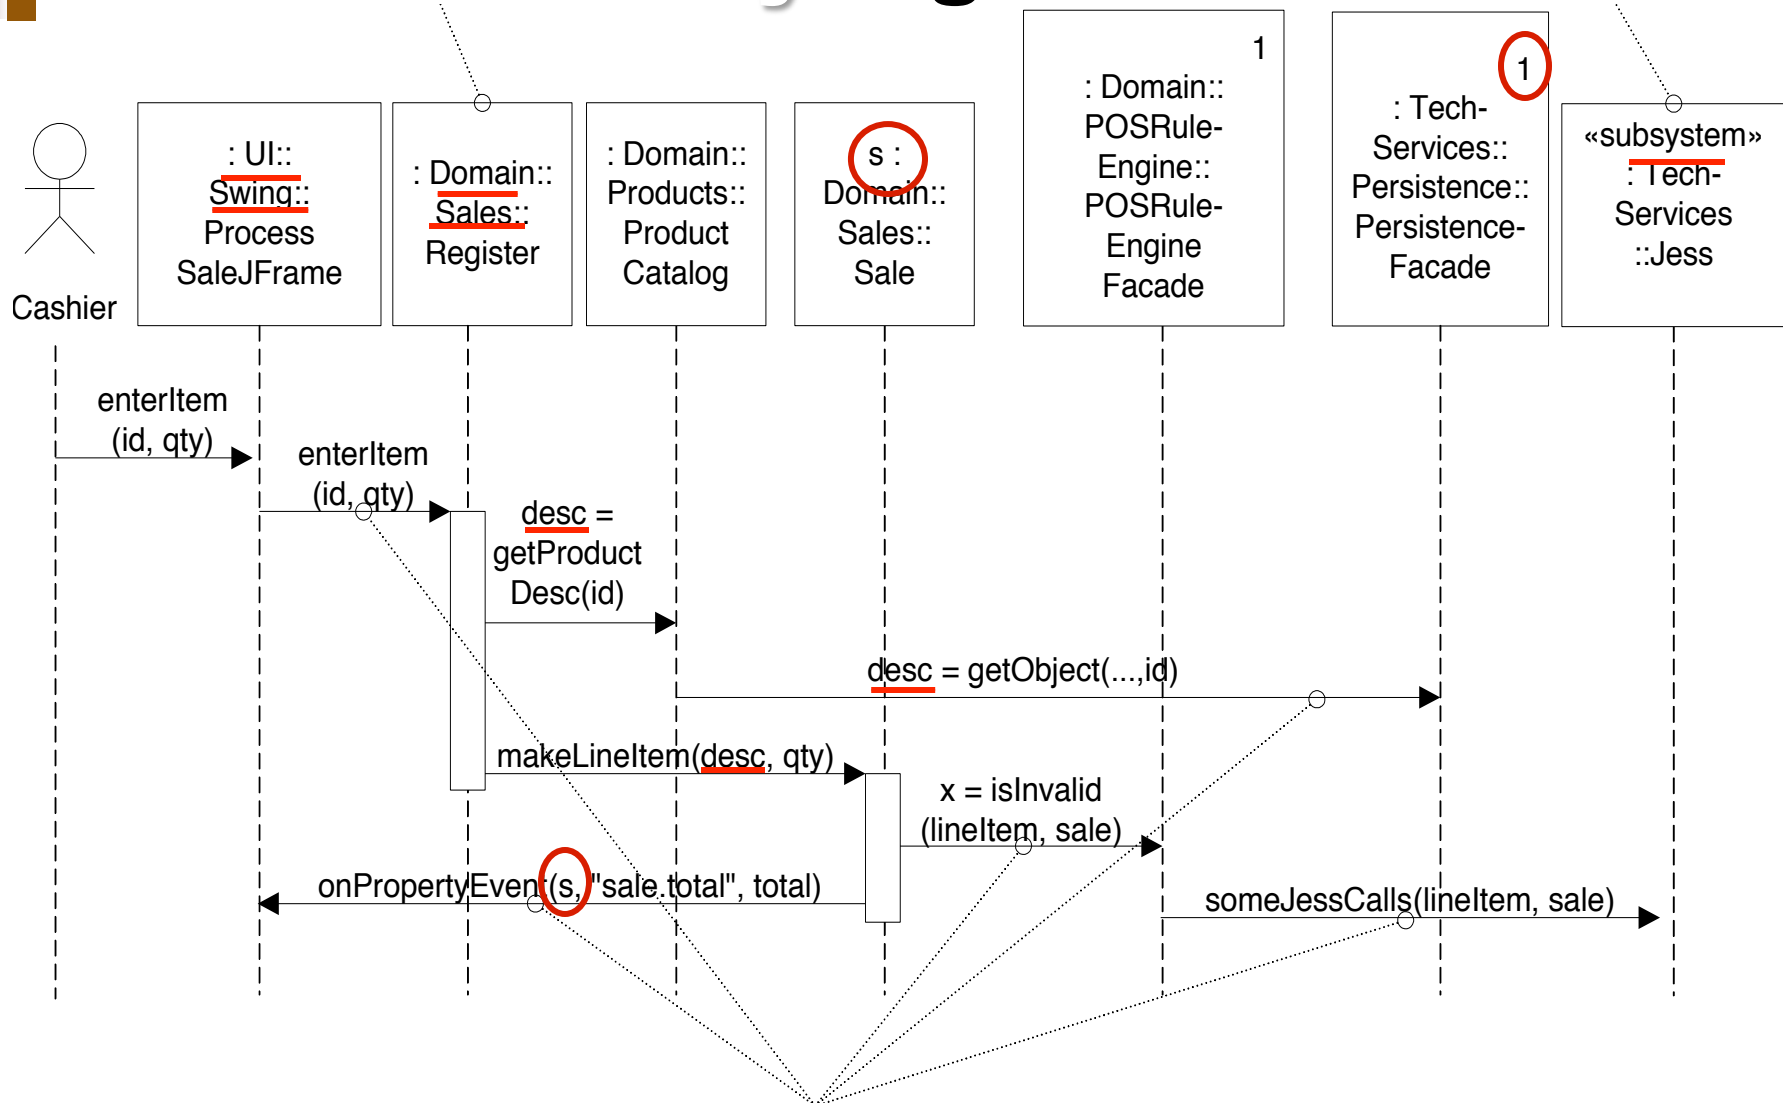 Cashier
: UI::
Swing::
Process
SaleJFrame
: Domain::
Sales::
Register
: Domain::
Products::
Product
Catalog
s :
Domain::
Sales::
Sale
1
: Domain::
POSRule-
Engine::
POSRule-
Engine
Facade
1
: Tech-
Services::
Persistence::
Persistence-
Facade
«subsystem»
: Tech-
Services
::Jess
enterItem
(id, qty)
enterItem
(id, qty)
desc =
getProduct
Desc(id)
desc = getObject(...,id)
makeLineItem(desc, qty)
x = isInvalid
(lineItem, sale)
onPropertyEvent(s, "sale.total", total)
someJessCalls(lineItem, sale)